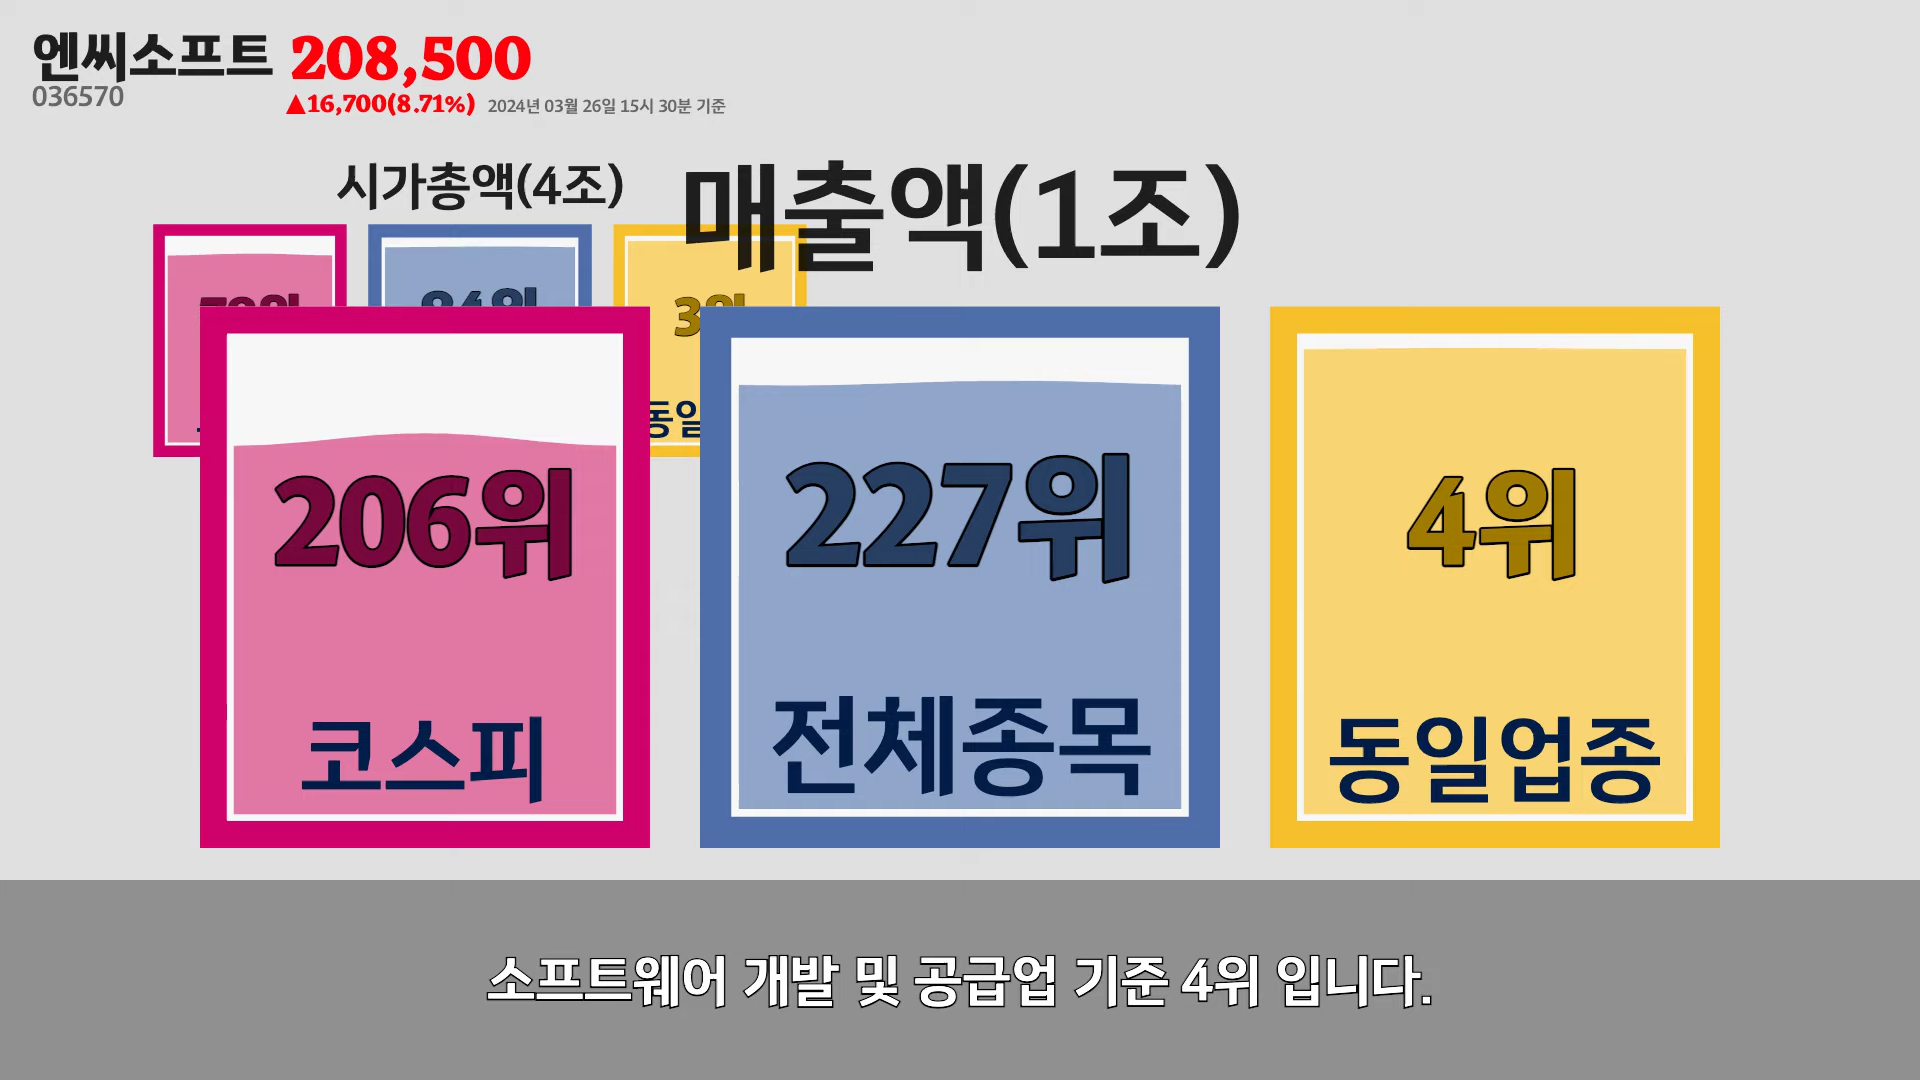 엔씨소프트 208,500
036570
▲16,700(8.71%) 2024년 03월 26일 15시 30분 기준
시가총액(4조)
매출액(1조)
206위
227위
4위
코스피
전체종목
동일업종
소프트웨어 개발 및 공급업 기준 4위 입니다.